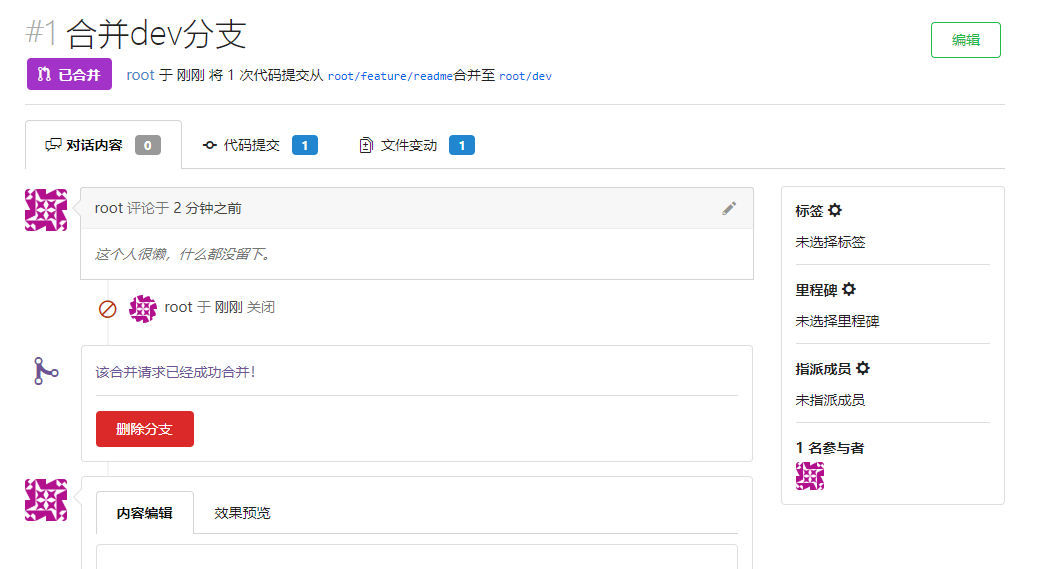 #1 合并dev分支
编辑
已合并 root 于 刚刚 将 1 次代码提交从 root/feature/readme合并至 root/dev
对话内容 0 代码提交 1 文件变动 1
root 评论于 2 分钟之前
这个人很懒，什么都没留下。
root 于 刚刚 关闭
该合并请求已经成功合并！
删除分支
内容编辑 效果预览
标签
未选择标签
里程碑
未选择里程碑
指派成员
未指派成员
1 名参与者